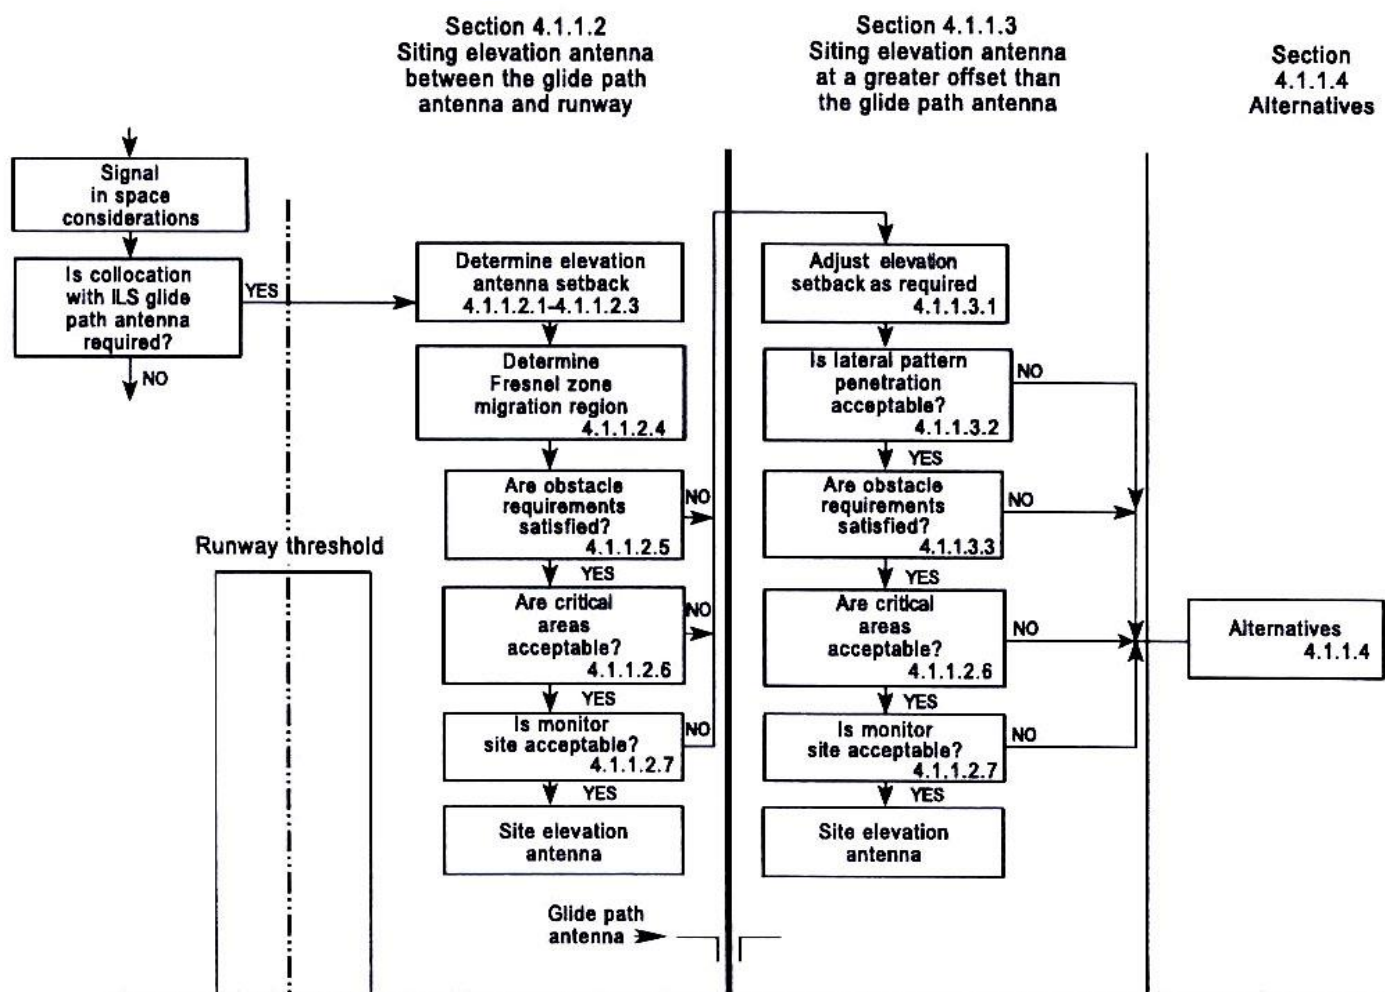 Section 4.1.1.2
Siting elevation antenna
between the glide path
antenna and runway
Section 4.1.1.3
Siting elevation antenna
at a greater offset than
the glide path antenna
Section
4.1.1.4
Alternatives
Signal
in space
considerations
Is collocation
with ILS glide
path antenna
required?
YES
NO
Runway threshold
Determine elevation
antenna setback
4.1.1.2.1-4.1.1.2.3
Determine
Fresnel zone
migration region
4.1.1.2.4
Are obstacle
requirements
satisfied?
4.1.1.2.5
NO
YES
Are critical
areas
acceptable?
4.1.1.2.6
NO
YES
Is monitor
site acceptable?
4.1.1.2.7
NO
YES
Site elevation
antenna
Glide path
antenna
Adjust elevation
setback as required
4.1.1.3.1
Is lateral pattern
penetration
acceptable?
4.1.1.3.2
NO
YES
Are obstacle
requirements
satisfied?
4.1.1.3.3
NO
YES
Are critical
areas
acceptable?
4.1.1.2.6
NO
YES
Is monitor
site acceptable?
4.1.1.2.7
NO
YES
Site elevation
antenna
Alternatives
4.1.1.4